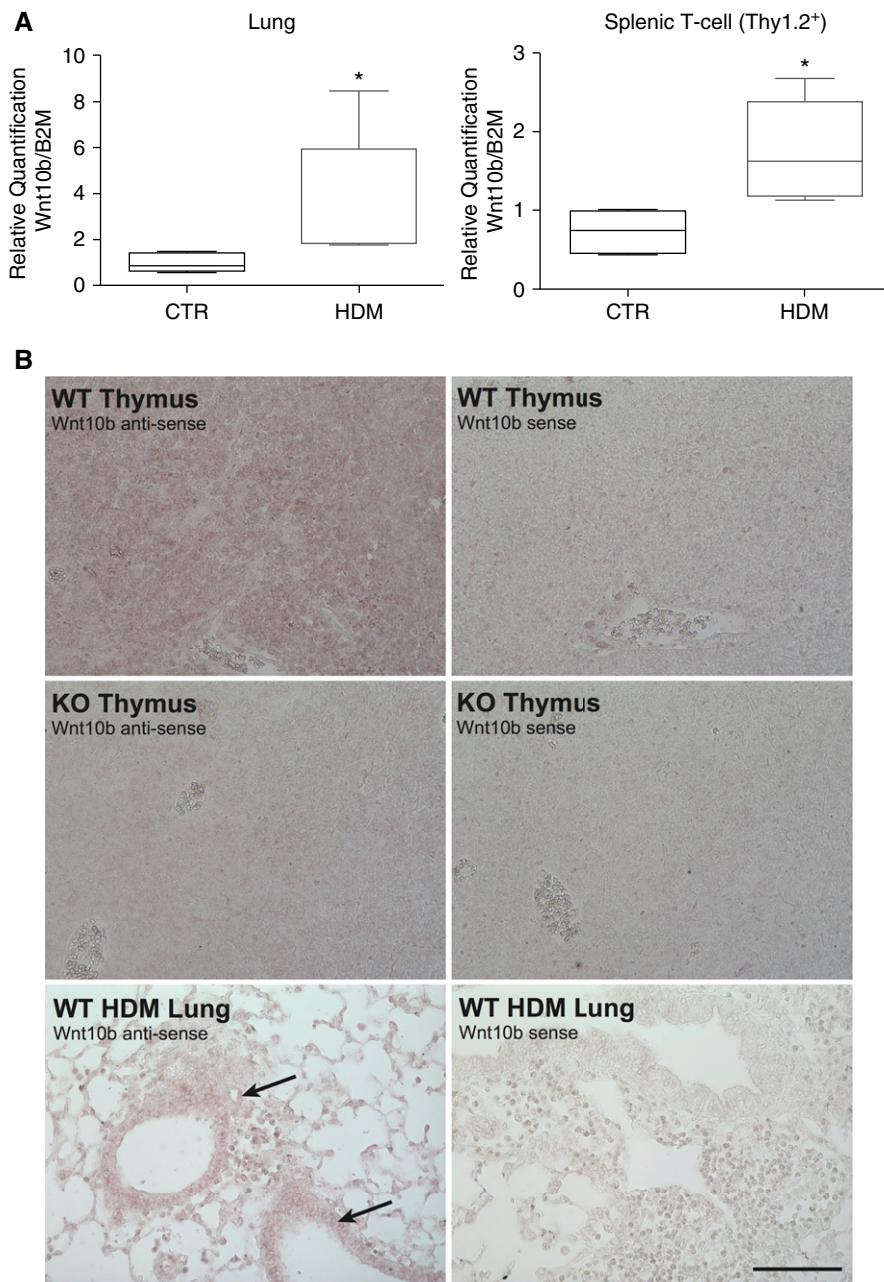 A
Lung
Splenic T-cell (Thy1.2+)
Relative Quantification
Wnt10b/B2M
10
8
6
4
2
0
*
CTR
HDM
Relative Quantification
Wnt10b/B2M
3
2
1
0
*
CTR
HDM
B
WT Thymus
Wnt10b anti-sense
WT Thymus
Wnt10b sense
KO Thymus
Wnt10b anti-sense
KO Thymus
Wnt10b sense
WT HDM Lung
Wnt10b anti-sense
WT HDM Lung
Wnt10b sense